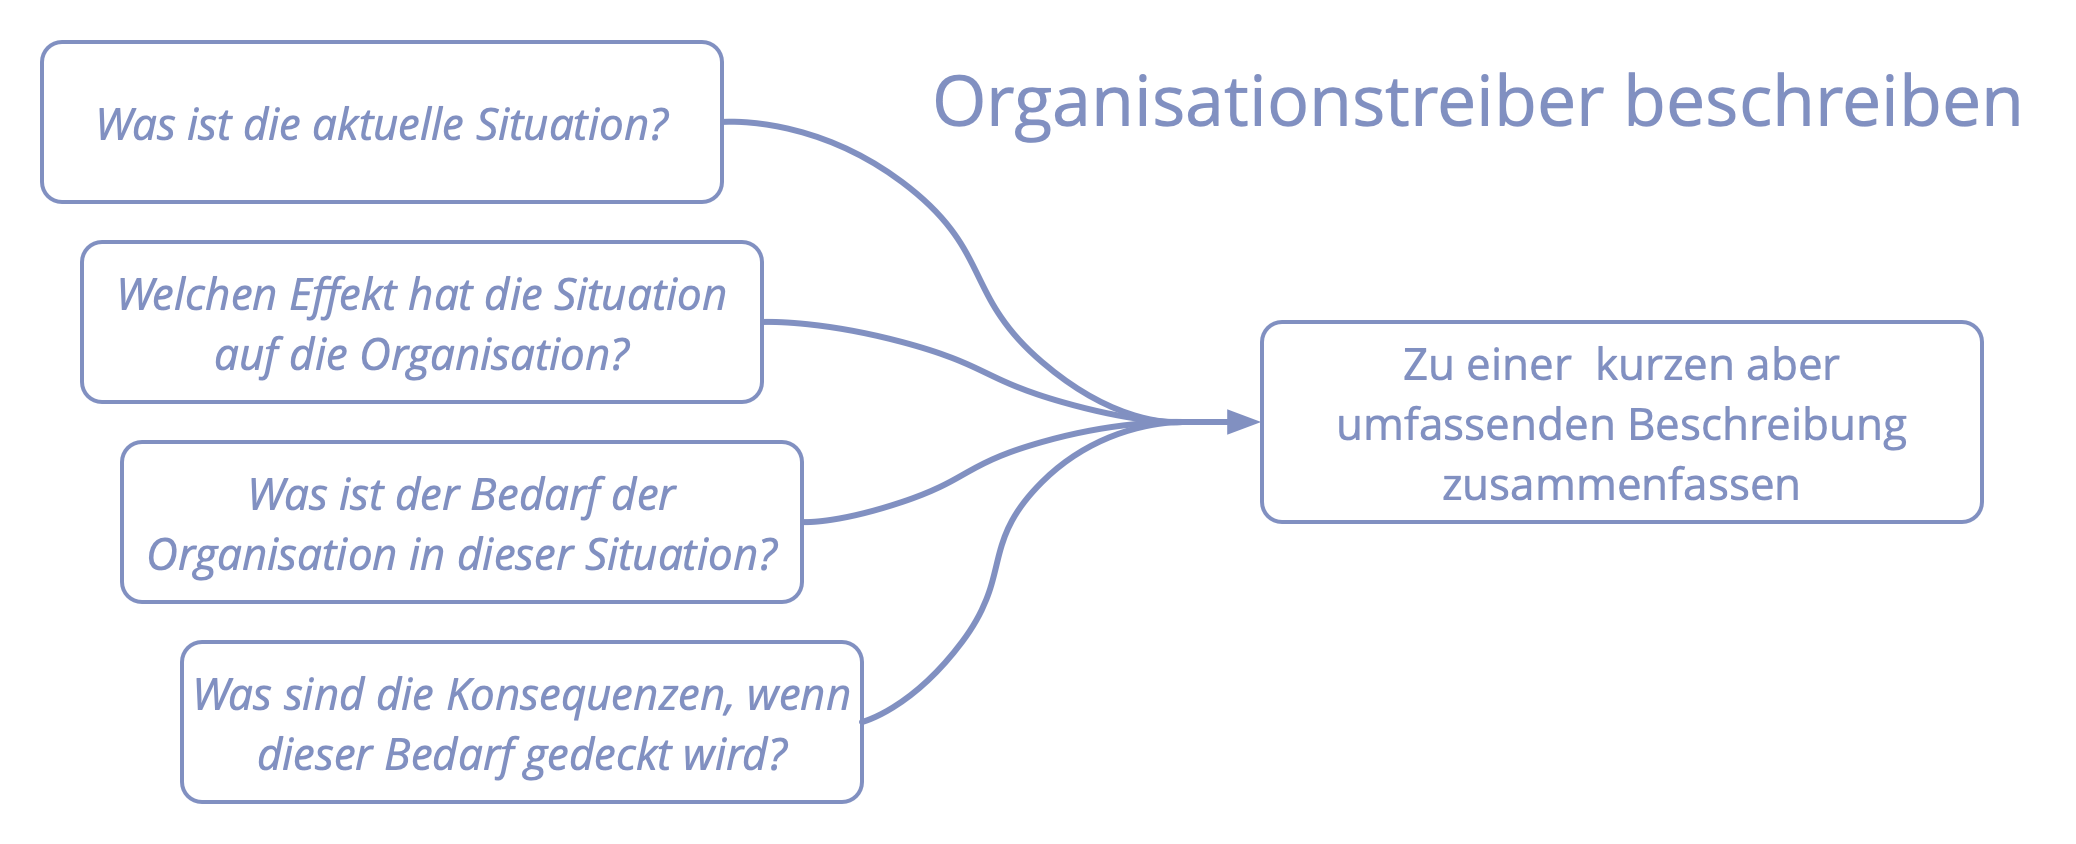 Organisationstreiber beschreiben
Was ist die aktuelle Situation?
Welchen Effekt hat die Situation
auf die Organisation?
Was ist der Bedarf der
Organisation in dieser Situation?
Was sind die Konsequenzen, wenn
dieser Bedarf gedeckt wird?
Zu einer  kurzen aber
umfassenden Beschreibung
zusammenfassen